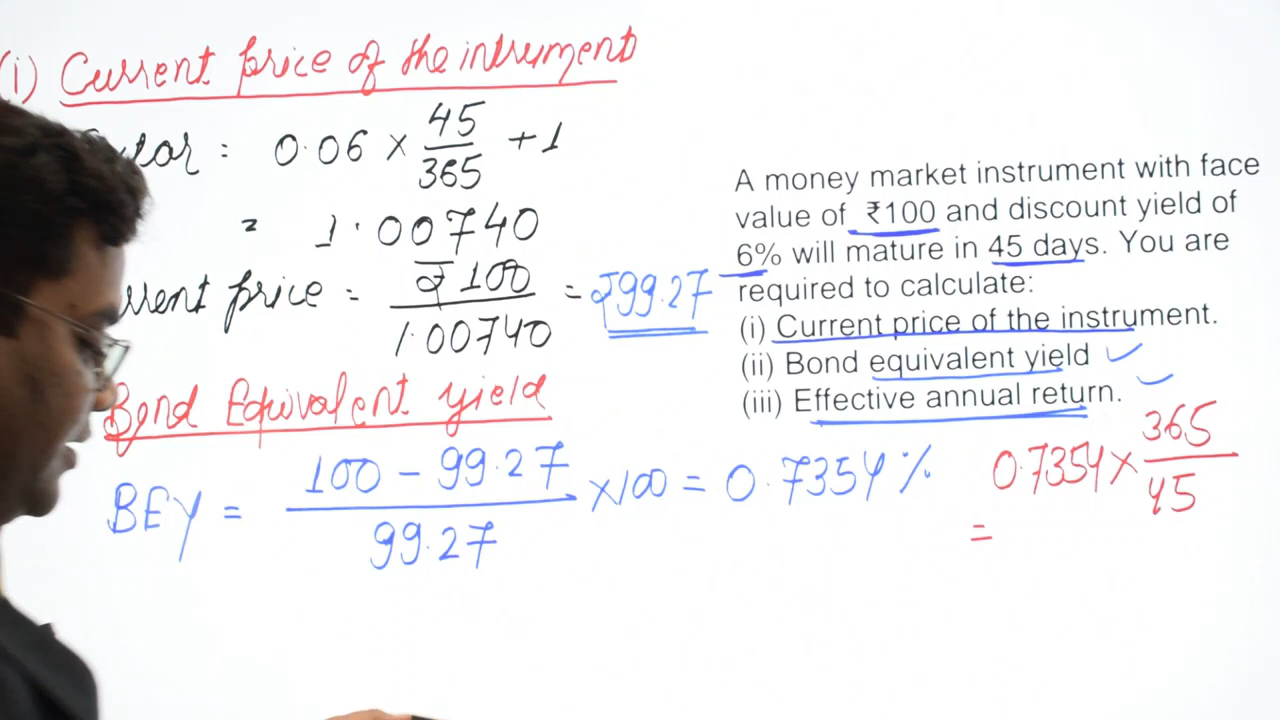 (i) Current price of the intrument
: 0.06 × 45/365 + 1
= 1.00740
price = ₹100/1.00740 = ₹99.27
Bond Equivalent yield
BEY = 100 - 99.27/99.27 ×100 = 0.7354%
A money market instrument with face
value of ₹100 and discount yield of
6% will mature in 45 days. You are
required to calculate:
(i) Current price of the instrument.
(ii) Bond equivalent yield
(iii) Effective annual return.
0.7354 × 365/45
=